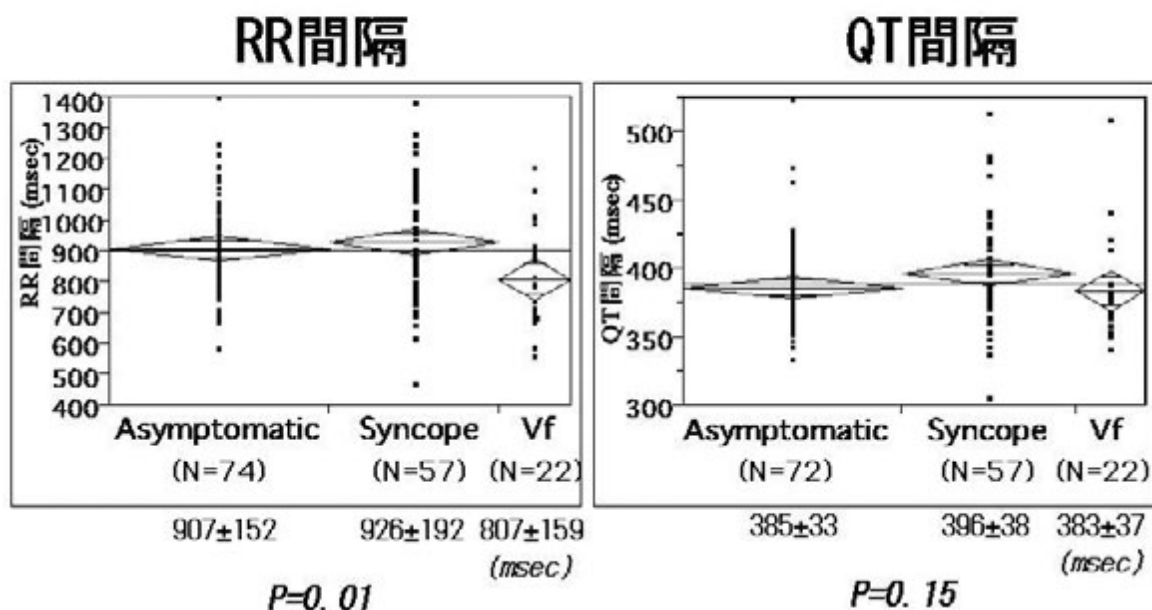 RR間隔
RR間隔(msec)
1400
1300
1200
1100
1000
900
800
700
600
500
400
Asymptomatic Syncope Vf
(N=74) (N=57) (N=22)
907±152 926±192 807±159
(msec)
P=0.01
QT間隔
QT間隔(msec)
500
450
400
350
300
Asymptomatic Syncope Vf
(N=72) (N=57) (N=22)
385±33 396±38 383±37
(msec)
P=0.15